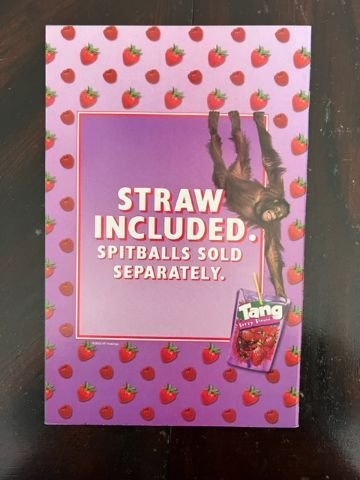 STRAW
INCLUDED.
SPITBALLS SOLD
SEPARATELY.
Tang